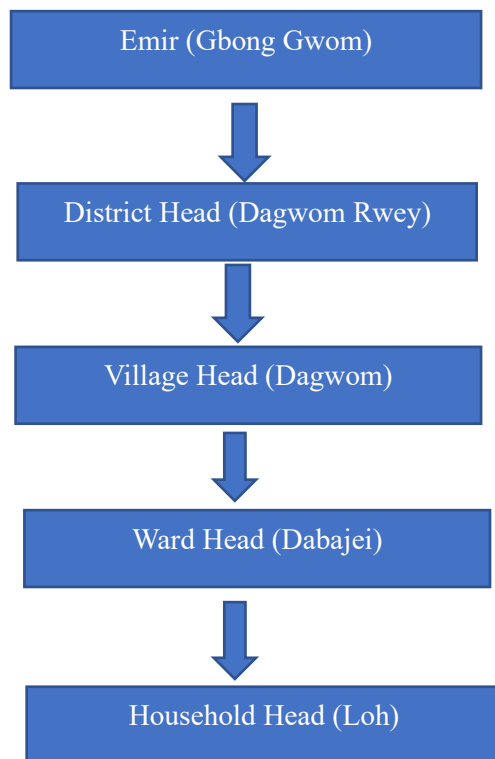 Emir (Gbong Gwom)
District Head (Dagwom Rwey)
Village Head (Dagwom)
Ward Head (Dabajei)
Household Head (Loh)